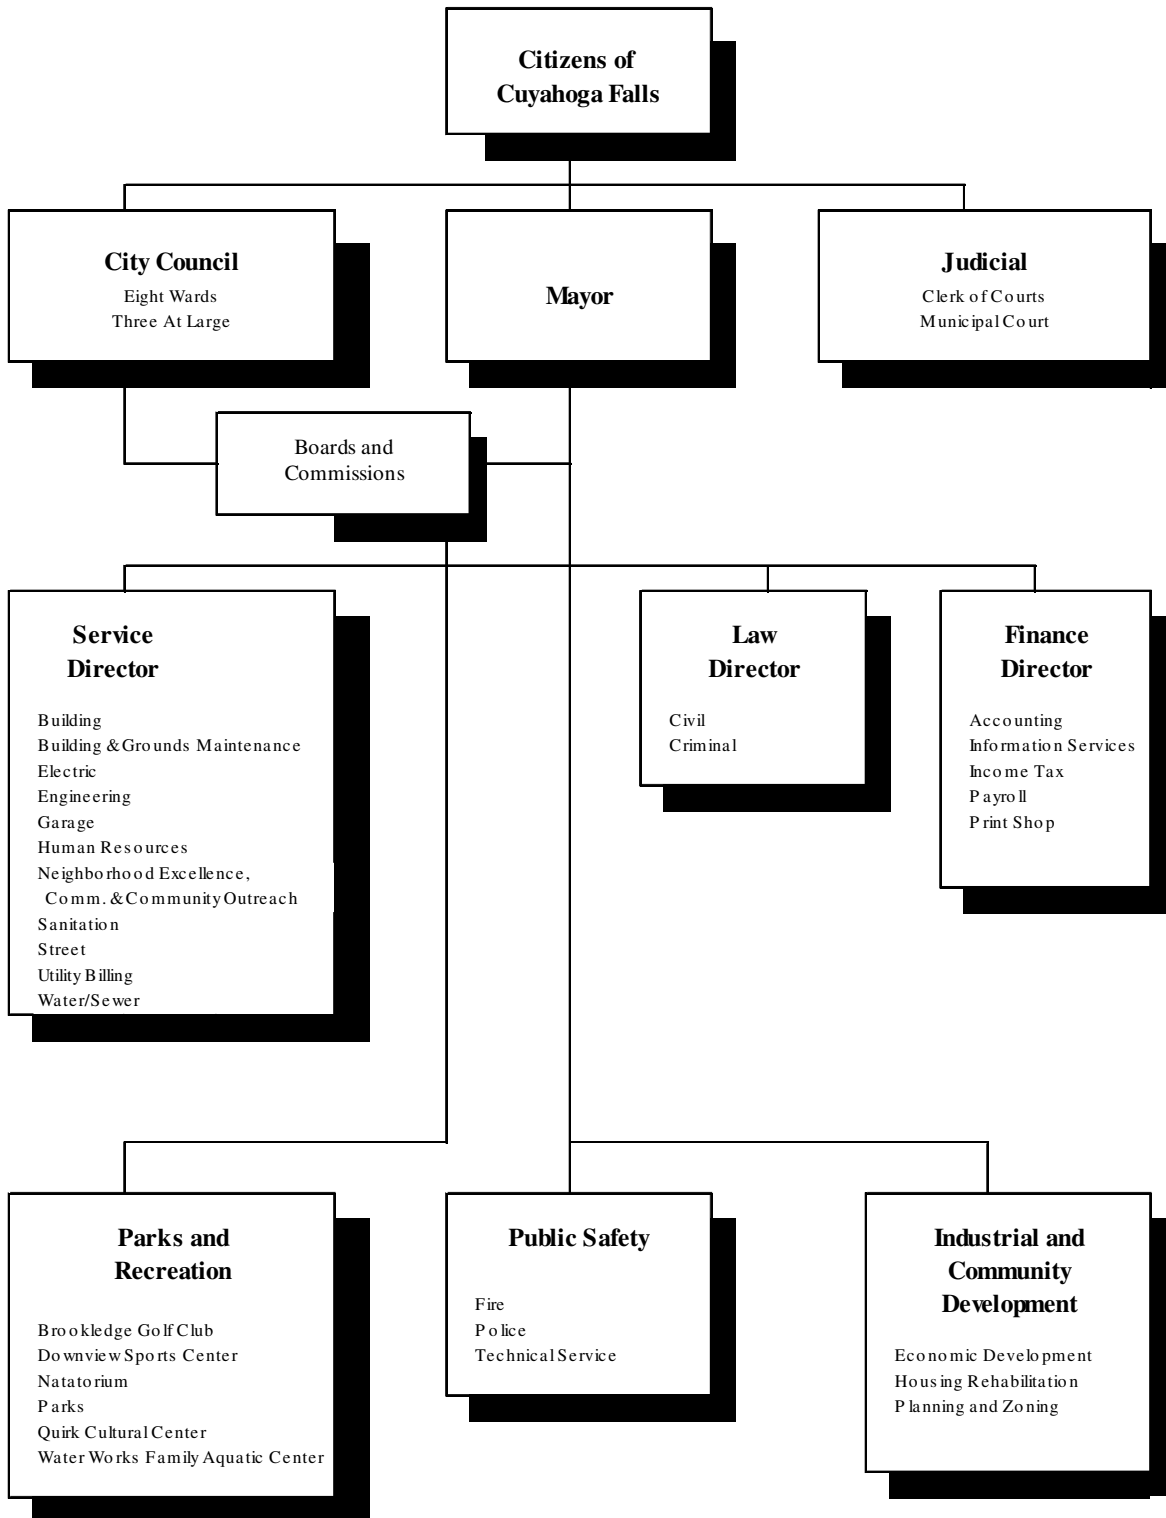 Citizens of
Cuyahoga Falls
City Council
Eight Wards
Three At Large
Mayor
Judicial
Clerk of Courts
Municipal Court
Boards and
Commissions
Service
Director
Building
Building & Grounds Maintenance
Electric
Engineering
Garage
Human Resources
Neighborhood Excellence,
Comm. & Community Outreach
Sanitation
Street
Utility Billing
Water/Sewer
Law
Director
Civil
Criminal
Finance
Director
Accounting
Information Services
Income Tax
Payroll
Print Shop
Parks and
Recreation
Brookledge Golf Club
Downview Sports Center
Natatorium
Parks
Quirk Cultural Center
Water Works Family Aquatic Center
Public Safety
Fire
Police
Technical Service
Industrial and
Community
Development
Economic Development
Housing Rehabilitation
Planning and Zoning